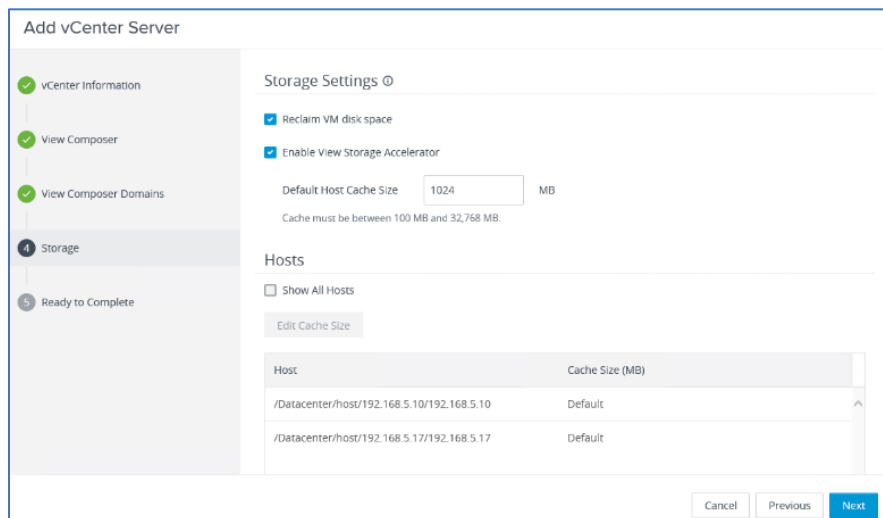 Add vCenter Server
vCenter Information
View Composer
View Composer Domains
4 Storage
5 Ready to Complete
Storage Settings
Reclaim VM disk space
Enable View Storage Accelerator
Default Host Cache Size 1024 MB
Cache must be between 100 MB and 32,768 MB.
Hosts
Show All Hosts
Edit Cache Size
Host Cache Size (MB)
/Datacenter/host/192.168.5.10/192.168.5.10 Default
/Datacenter/host/192.168.5.17/192.168.5.17 Default
Cancel Previous Next